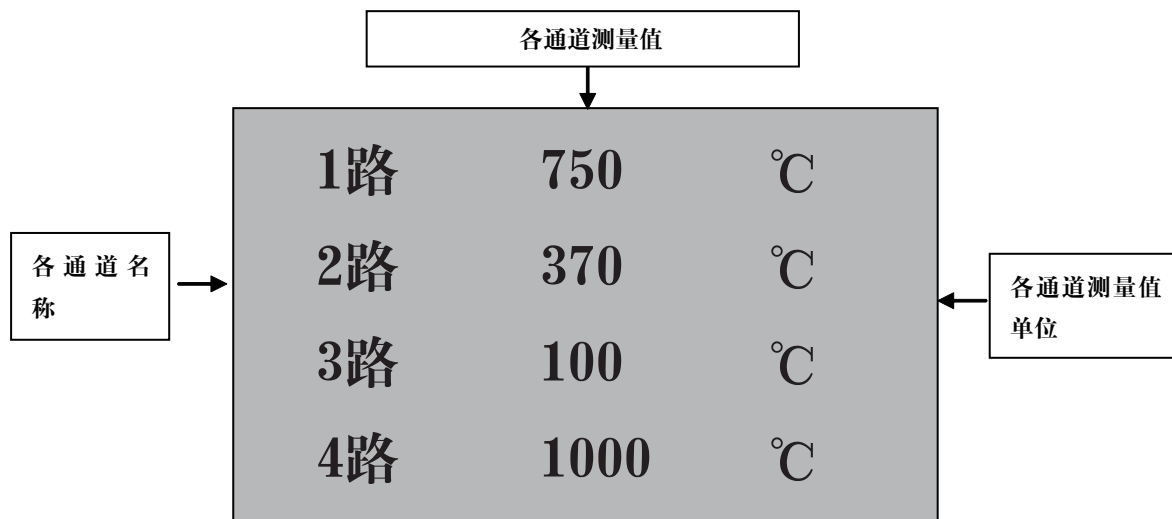 各通道测量值
1路 750 ℃
2路 370 ℃
3路 100 ℃
4路 1000 ℃
各通道名
称
各通道测量值
单位